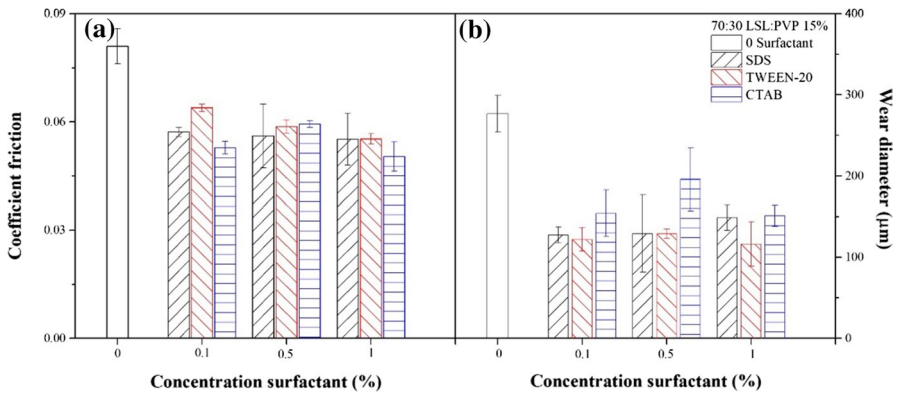 (a)
0.09
0.06
0.03
0.00
Coefficient friction
0
0.1
0.5
1
Concentration surfactant (%)
(b)
70:30 LSL:PVP 15%
0 Surfactant
SDS
TWEEN-20
CTAB
400
300
200
100
0
Wear diameter (μm)
0
0.1
0.5
1
Concentration surfactant (%)